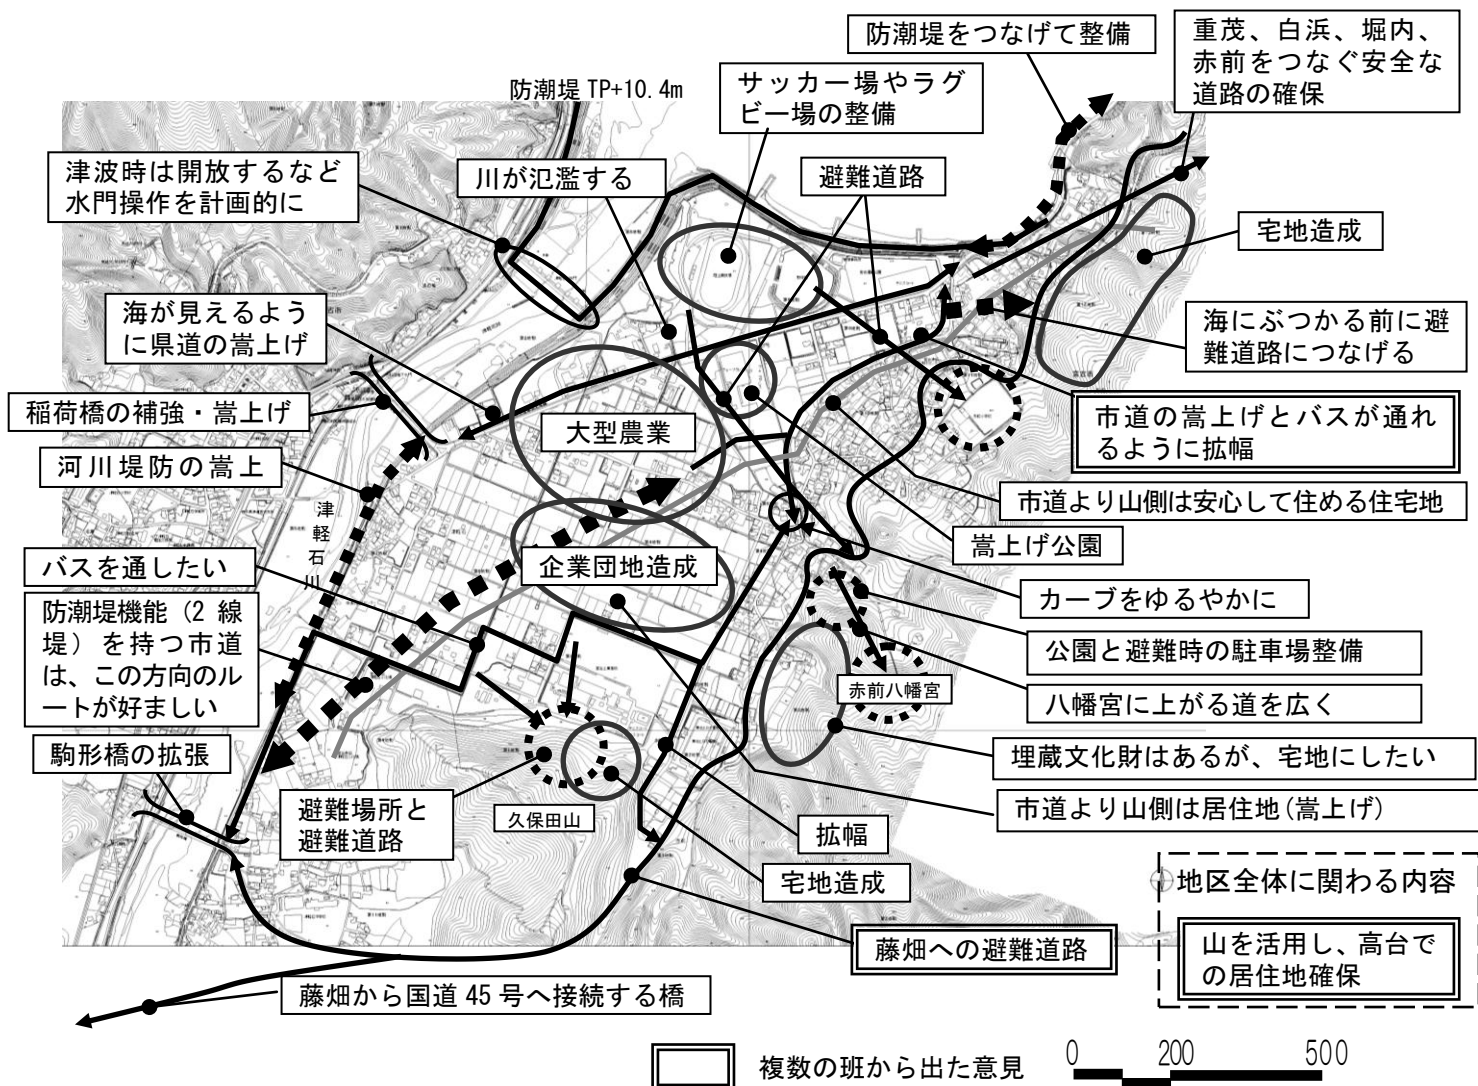 防潮堤をつなげて整備
重茂、白浜、堀内、
赤前をつなぐ安全な
道路の確保
サッカー場やラグ
ビー場の整備
防潮堤 TP+10.4m
津波時は開放するなど
水門操作を計画的に
川が氾濫する
避難道路
宅地造成
海が見えるよう
に県道の嵩上げ
海にぶつかる前に避
難道路につなげる
稲荷橋の補強・嵩上げ
大型農業
市道の嵩上げとバスが通れ
るように拡幅
河川堤防の嵩上
市道より山側は安心して住める住宅地
津軽石川
嵩上げ公園
バスを通したい
企業団地造成
カーブをゆるやかに
防潮堤機能（2 線
堤）を持つ市道
は、この方向のル
ートが好ましい
公園と避難時の駐車場整備
赤前八幡宮
八幡宮に上がる道を広く
駒形橋の拡張
埋蔵文化財はあるが、宅地にしたい
避難場所と
避難道路
久保田山
市道より山側は居住地(嵩上げ)
拡幅
宅地造成
地区全体に関わる内容
藤畑への避難道路
山を活用し、高台で
の居住地確保
藤畑から国道 45 号へ接続する橋
複数の班から出た意見
0 200 500